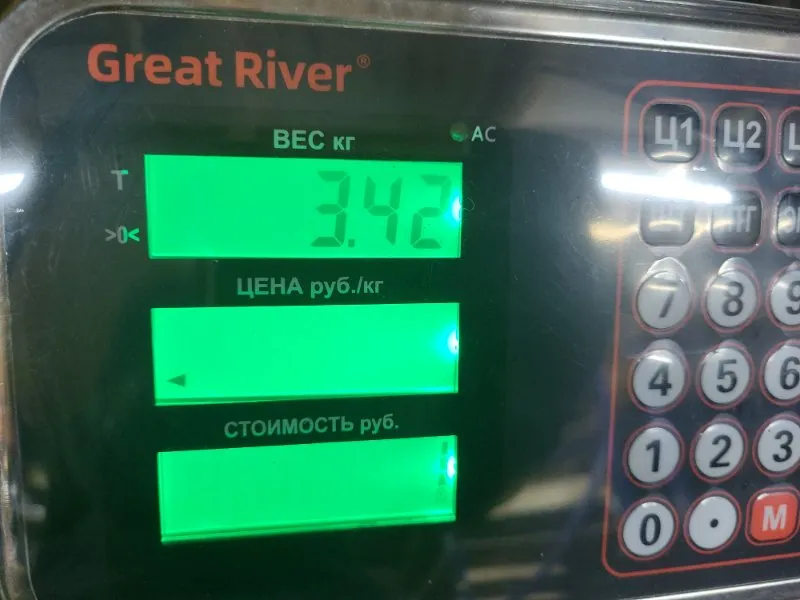 Great River®
ВЕС кг
AC
T
>0<
3.42
ЦЕНА руб./кг
СТОИМОСТЬ руб.
Ц1 Ц2
7 8 9
4 5 6
1 2 3
0 . M